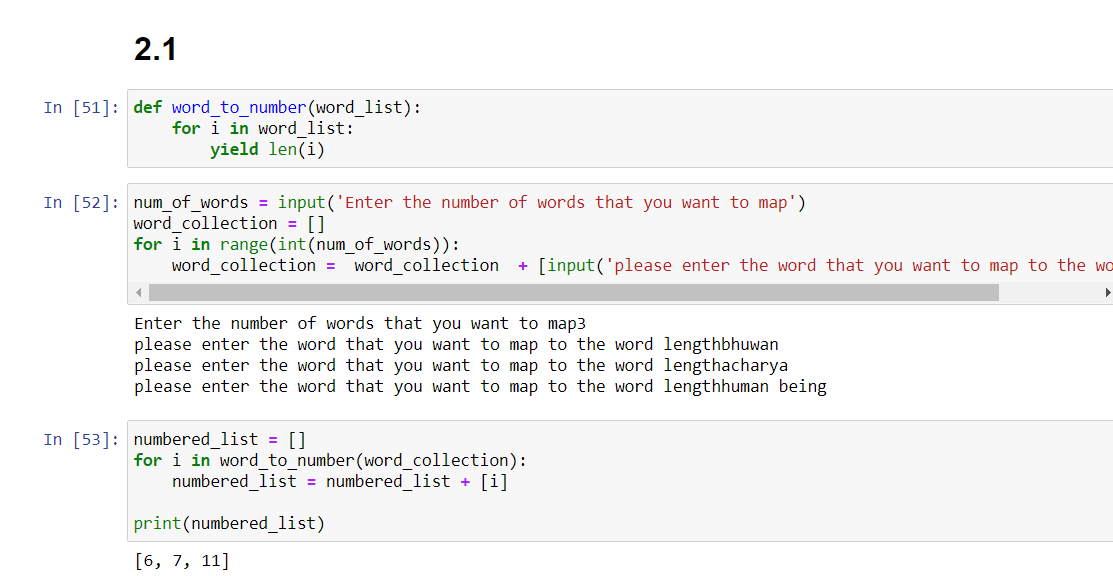 2.1
In [51]: def word_to_number(word_list):
    for i in word_list:
        yield len(i)
In [52]: num_of_words = input('Enter the number of words that you want to map')
word_collection = []
for i in range(int(num_of_words)):
    word_collection =  word_collection  + [input('please enter the word that you want to map to the wo
Enter the number of words that you want to map3
please enter the word that you want to map to the word lengthbhuwan
please enter the word that you want to map to the word lengthacharya
please enter the word that you want to map to the word lengthhuman being
In [53]: numbered_list = []
for i in word_to_number(word_collection):
    numbered_list = numbered_list + [i]
print(numbered_list)
[6, 7, 11]